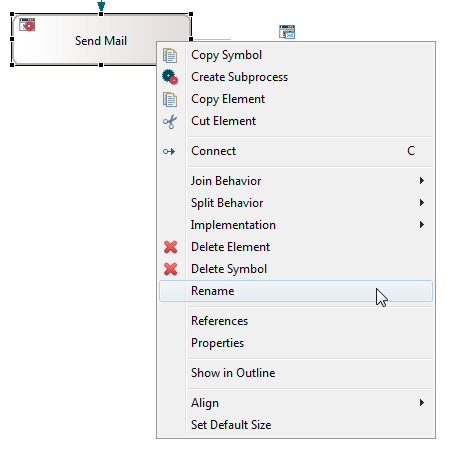 Send Mail
Copy Symbol
Create Subprocess
Copy Element
Cut Element
Connect C
Join Behavior
Split Behavior
Implementation
Delete Element
Delete Symbol
Rename
References
Properties
Show in Outline
Align
Set Default Size